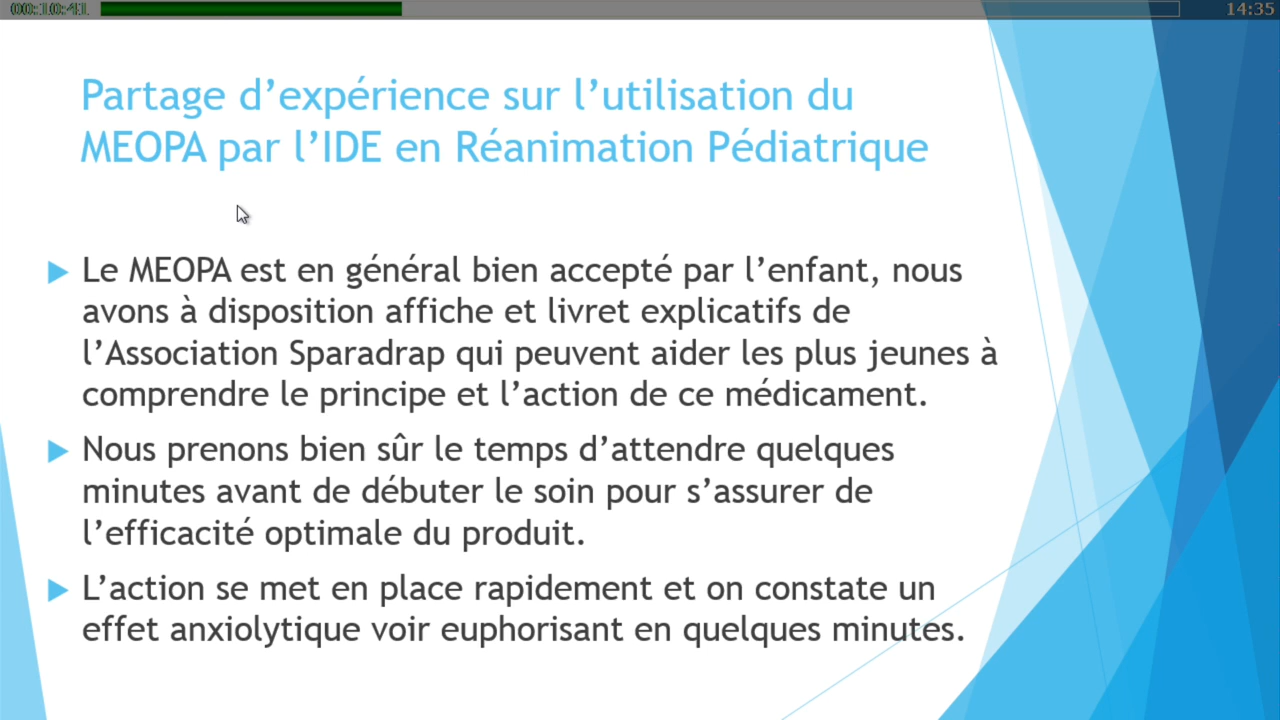 00:10:41
14:35
Partage d’expérience sur l’utilisation du
MEOPA par l’IDE en Réanimation Pédiatrique
Le MEOPA est en général bien accepté par l’enfant, nous
avons à disposition affiche et livret explicatifs de
l’Association Sparadrap qui peuvent aider les plus jeunes à
comprendre le principe et l’action de ce médicament.
Nous prenons bien sûr le temps d’attendre quelques
minutes avant de débuter le soin pour s’assurer de
l’efficacité optimale du produit.
L’action se met en place rapidement et on constate un
effet anxiolytique voir euphorisant en quelques minutes.